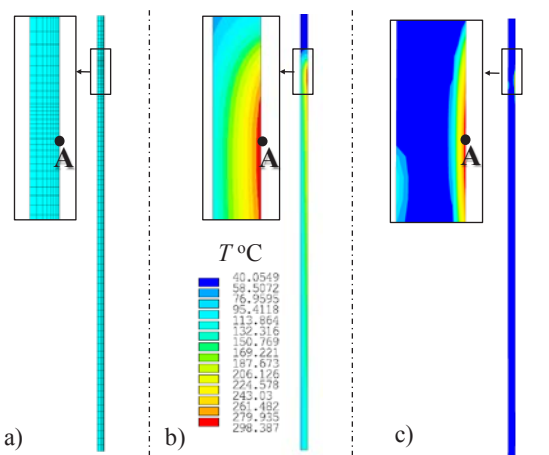 A
A
A
T °C
40.0549
58.5072
76.9595
95.4118
113.864
132.316
150.769
169.221
187.673
206.126
224.578
243.03
261.482
279.935
298.387
a)
b)
c)